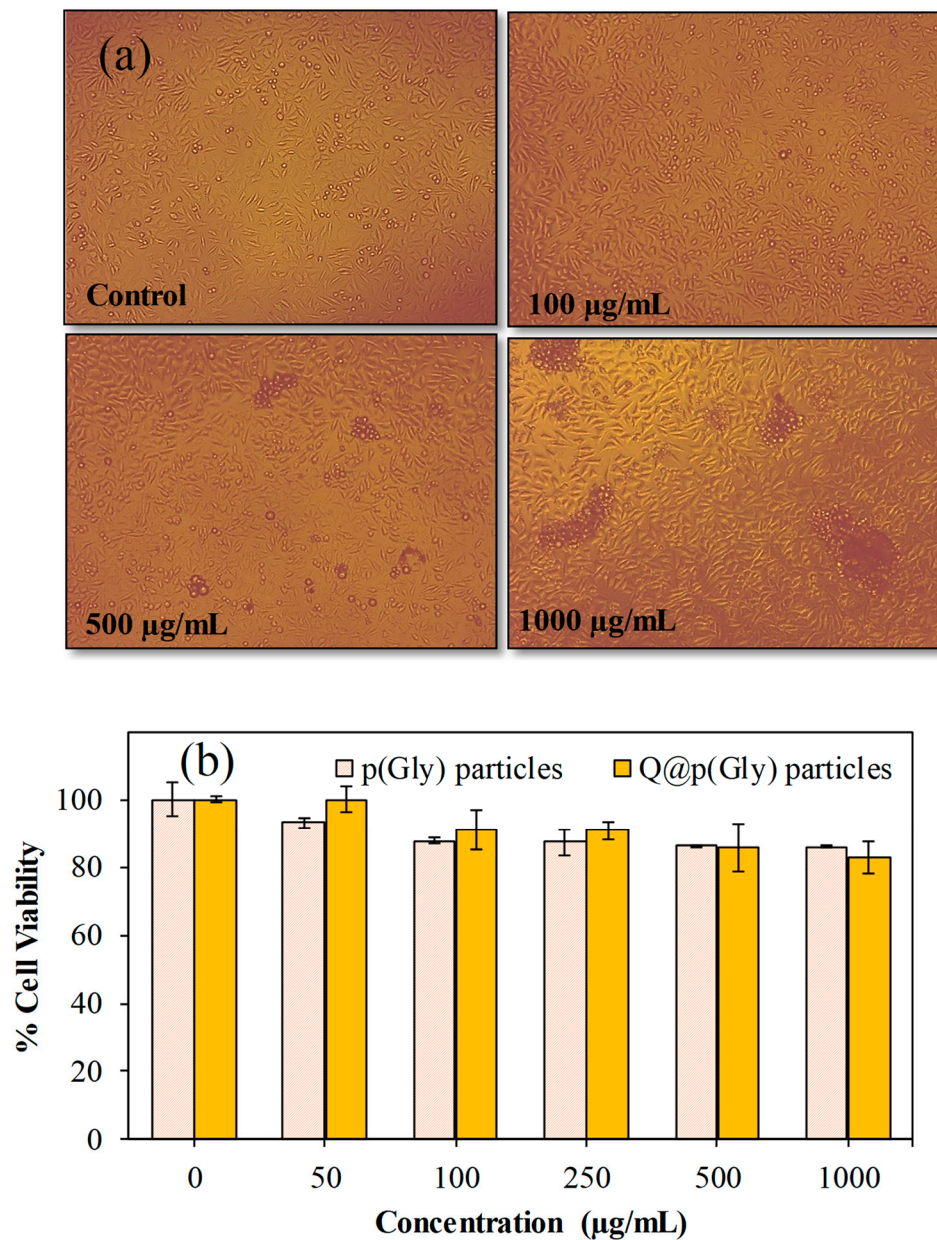 (a)
Control
100 µg/mL
500 µg/mL
1000 µg/mL
(b)
p(Gly) particles
Q@p(Gly) particles
100
80
60
40
20
0
% Cell Viability
0 50 100 250 500 1000
Concentration (µg/mL)